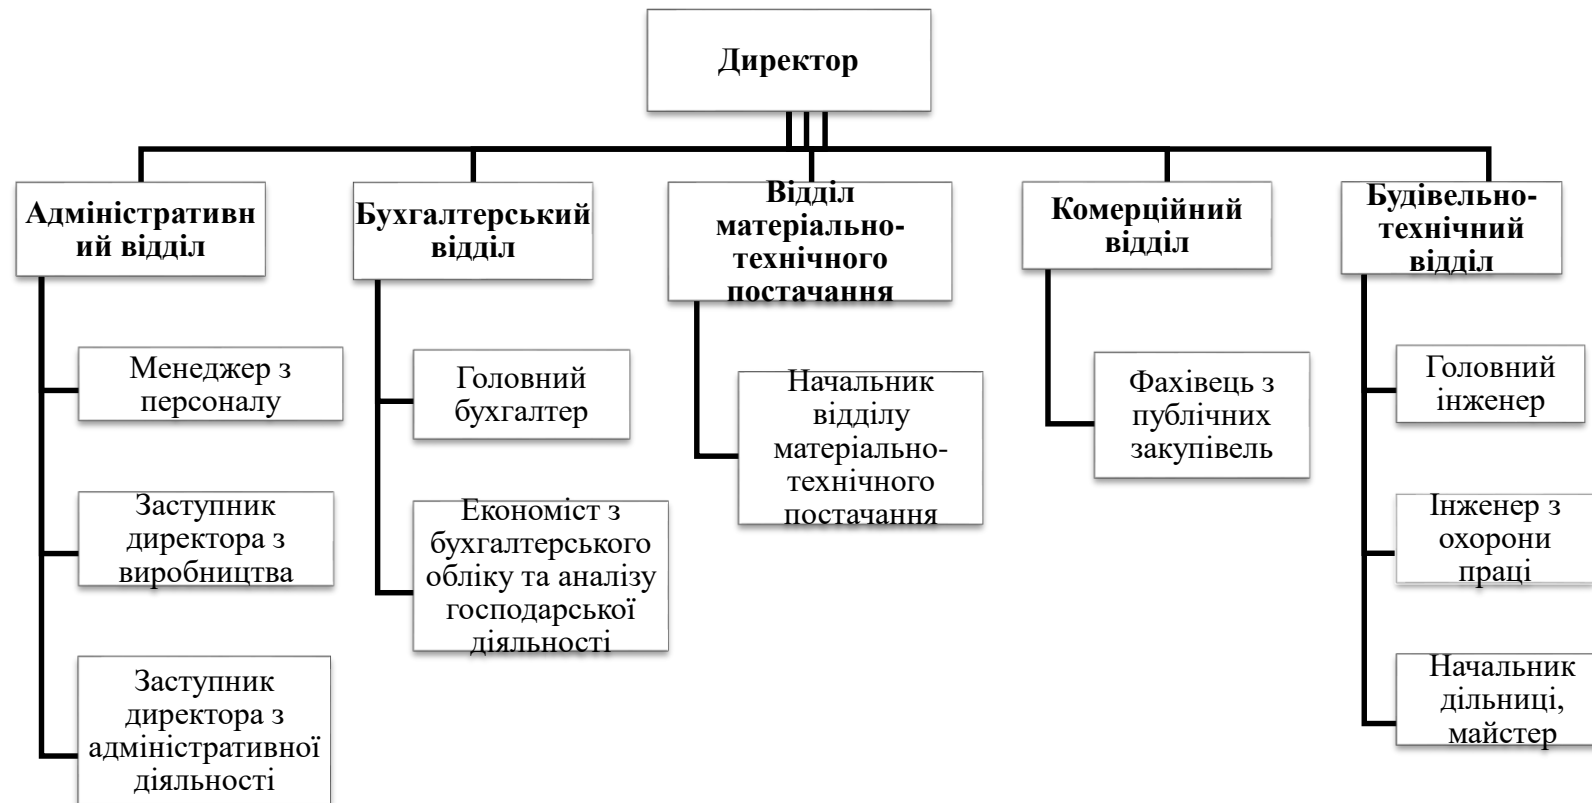 Директор
Адміністративн
ий відділ
Бухгалтерський
відділ
Відділ
матеріально-
технічного
постачання
Комерційний
відділ
Будівельно-
технічний
відділ
Менеджер з
персоналу
Заступник
директора з
виробництва
Заступник
директора з
адміністративної
діяльності
Головний
бухгалтер
Економіст з
бухгалтерського
обліку та аналізу
господарської
діяльності
Начальник
відділу
матеріально-
технічного
постачання
Фахівець з
публічних
закупівель
Головний
інженер
Інженер з
охорони
праці
Начальник
дільниці,
майстер